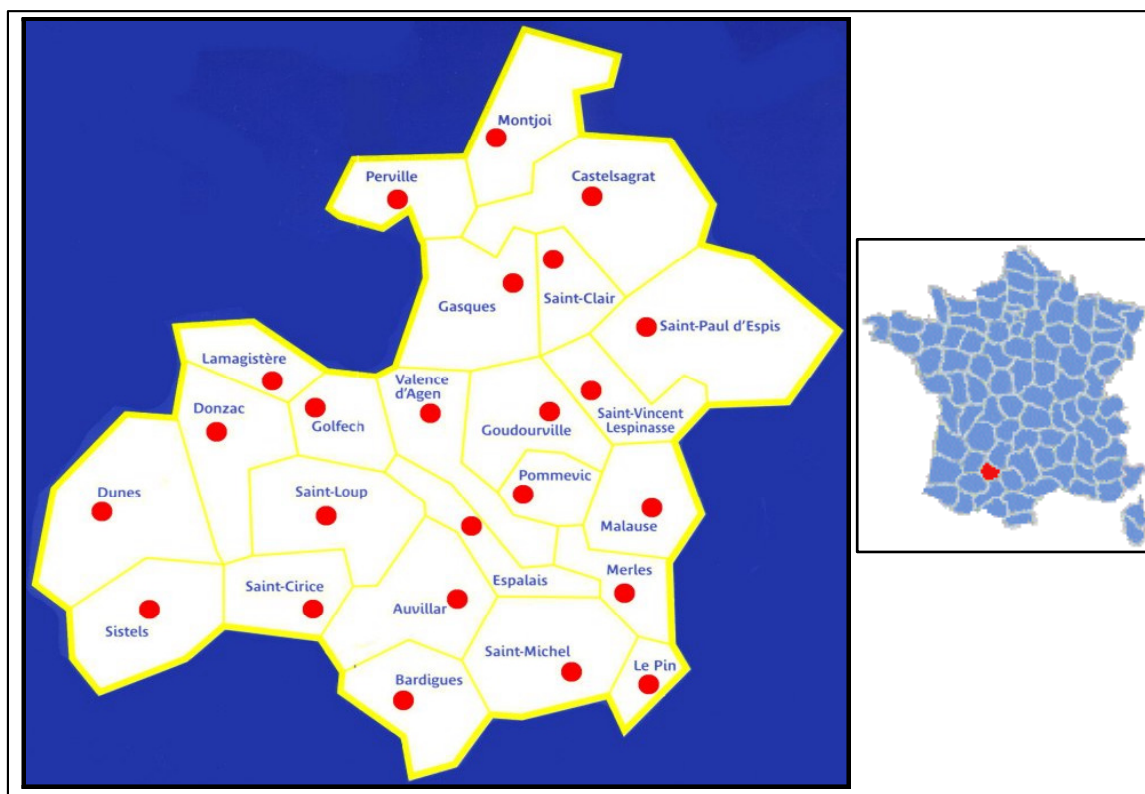 Montjoi
Perville
Castelsagrat
Gasques
Saint-Clair
Saint-Paul d'Espis
Lamagistère
Valence
d'Agen
Donzac
Golfech
Goudourville
Saint-Vincent
Lespinasse
Pommevic
Dunes
Saint-Loup
Malause
Espalais
Merles
Saint-Cirice
Auvillar
Sistels
Saint-Michel
Le Pin
Bardigues